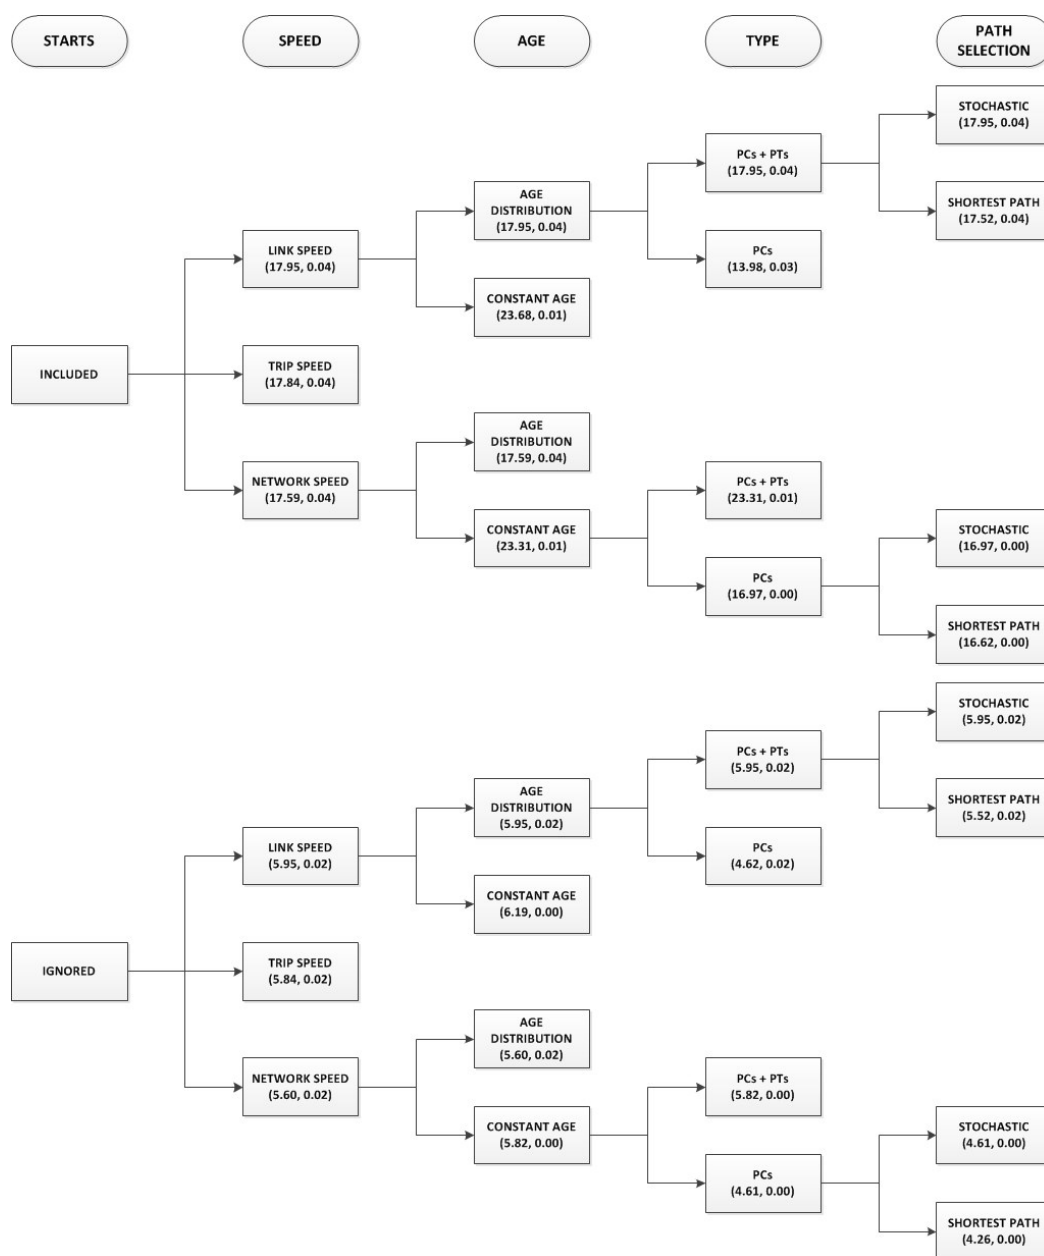 STARTS
SPEED
AGE
TYPE
PATH
SELECTION
STOCHASTIC
(17.95, 0.04)
PCs + PTs
(17.95, 0.04)
AGE
DISTRIBUTION
(17.95, 0.04)
SHORTEST PATH
(17.52, 0.04)
LINK SPEED
(17.95, 0.04)
PCs
(13.98, 0.03)
CONSTANT AGE
(23.68, 0.01)
INCLUDED
TRIP SPEED
(17.84, 0.04)
AGE
DISTRIBUTION
(17.59, 0.04)
NETWORK SPEED
(17.59, 0.04)
PCs + PTs
(23.31, 0.01)
CONSTANT AGE
(23.31, 0.01)
STOCHASTIC
(16.97, 0.00)
PCs
(16.97, 0.00)
SHORTEST PATH
(16.62, 0.00)
STOCHASTIC
(5.95, 0.02)
PCs + PTs
(5.95, 0.02)
AGE
DISTRIBUTION
(5.95, 0.02)
SHORTEST PATH
(5.52, 0.02)
LINK SPEED
(5.95, 0.02)
PCs
(4.62, 0.02)
CONSTANT AGE
(6.19, 0.00)
IGNORED
TRIP SPEED
(5.84, 0.02)
AGE
DISTRIBUTION
(5.60, 0.02)
NETWORK SPEED
(5.60, 0.02)
PCs + PTs
(5.82, 0.00)
CONSTANT AGE
(5.82, 0.00)
STOCHASTIC
(4.61, 0.00)
PCs
(4.61, 0.00)
SHORTEST PATH
(4.26, 0.00)